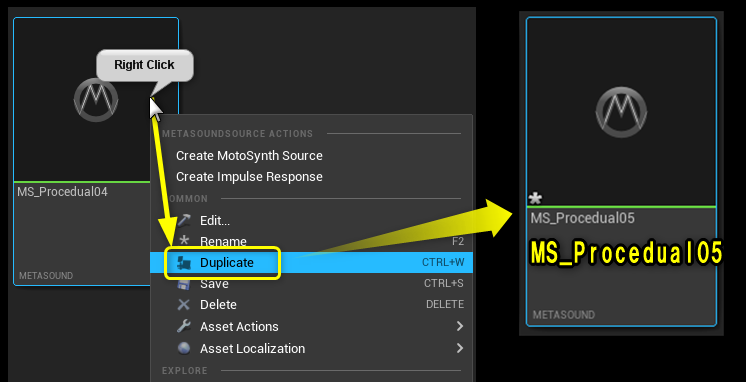 Right Click
MS_Procedual04
METASOUND
METASOUNDSOURCE ACTIONS
Create MotoSynth Source
Create Impulse Response
COMMON
Edit...
Rename F2
Duplicate CTRL+W
Save CTRL+S
Delete DELETE
Asset Actions
Asset Localization
EXPLORE
MS_Procedual05
MS_Procedual05
METASOUND